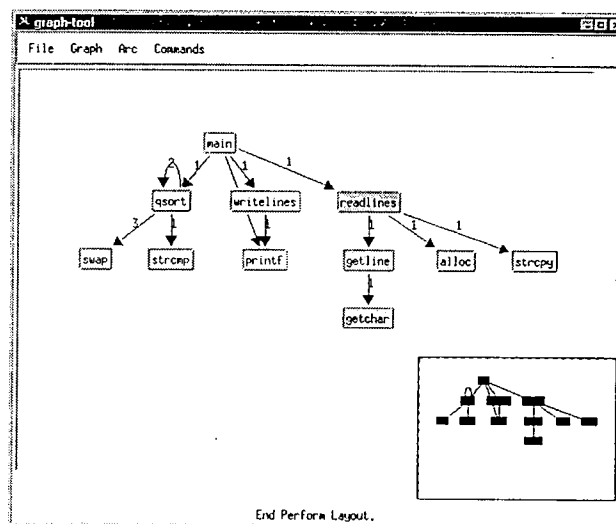 graph-tool
File Graph Arc Commands
main
2 1 1 1
qsort writelines readlines
3 1 1 1 1 1
swap strcmp printf getline alloc strcpy
1
getchar
End Perform Layout.